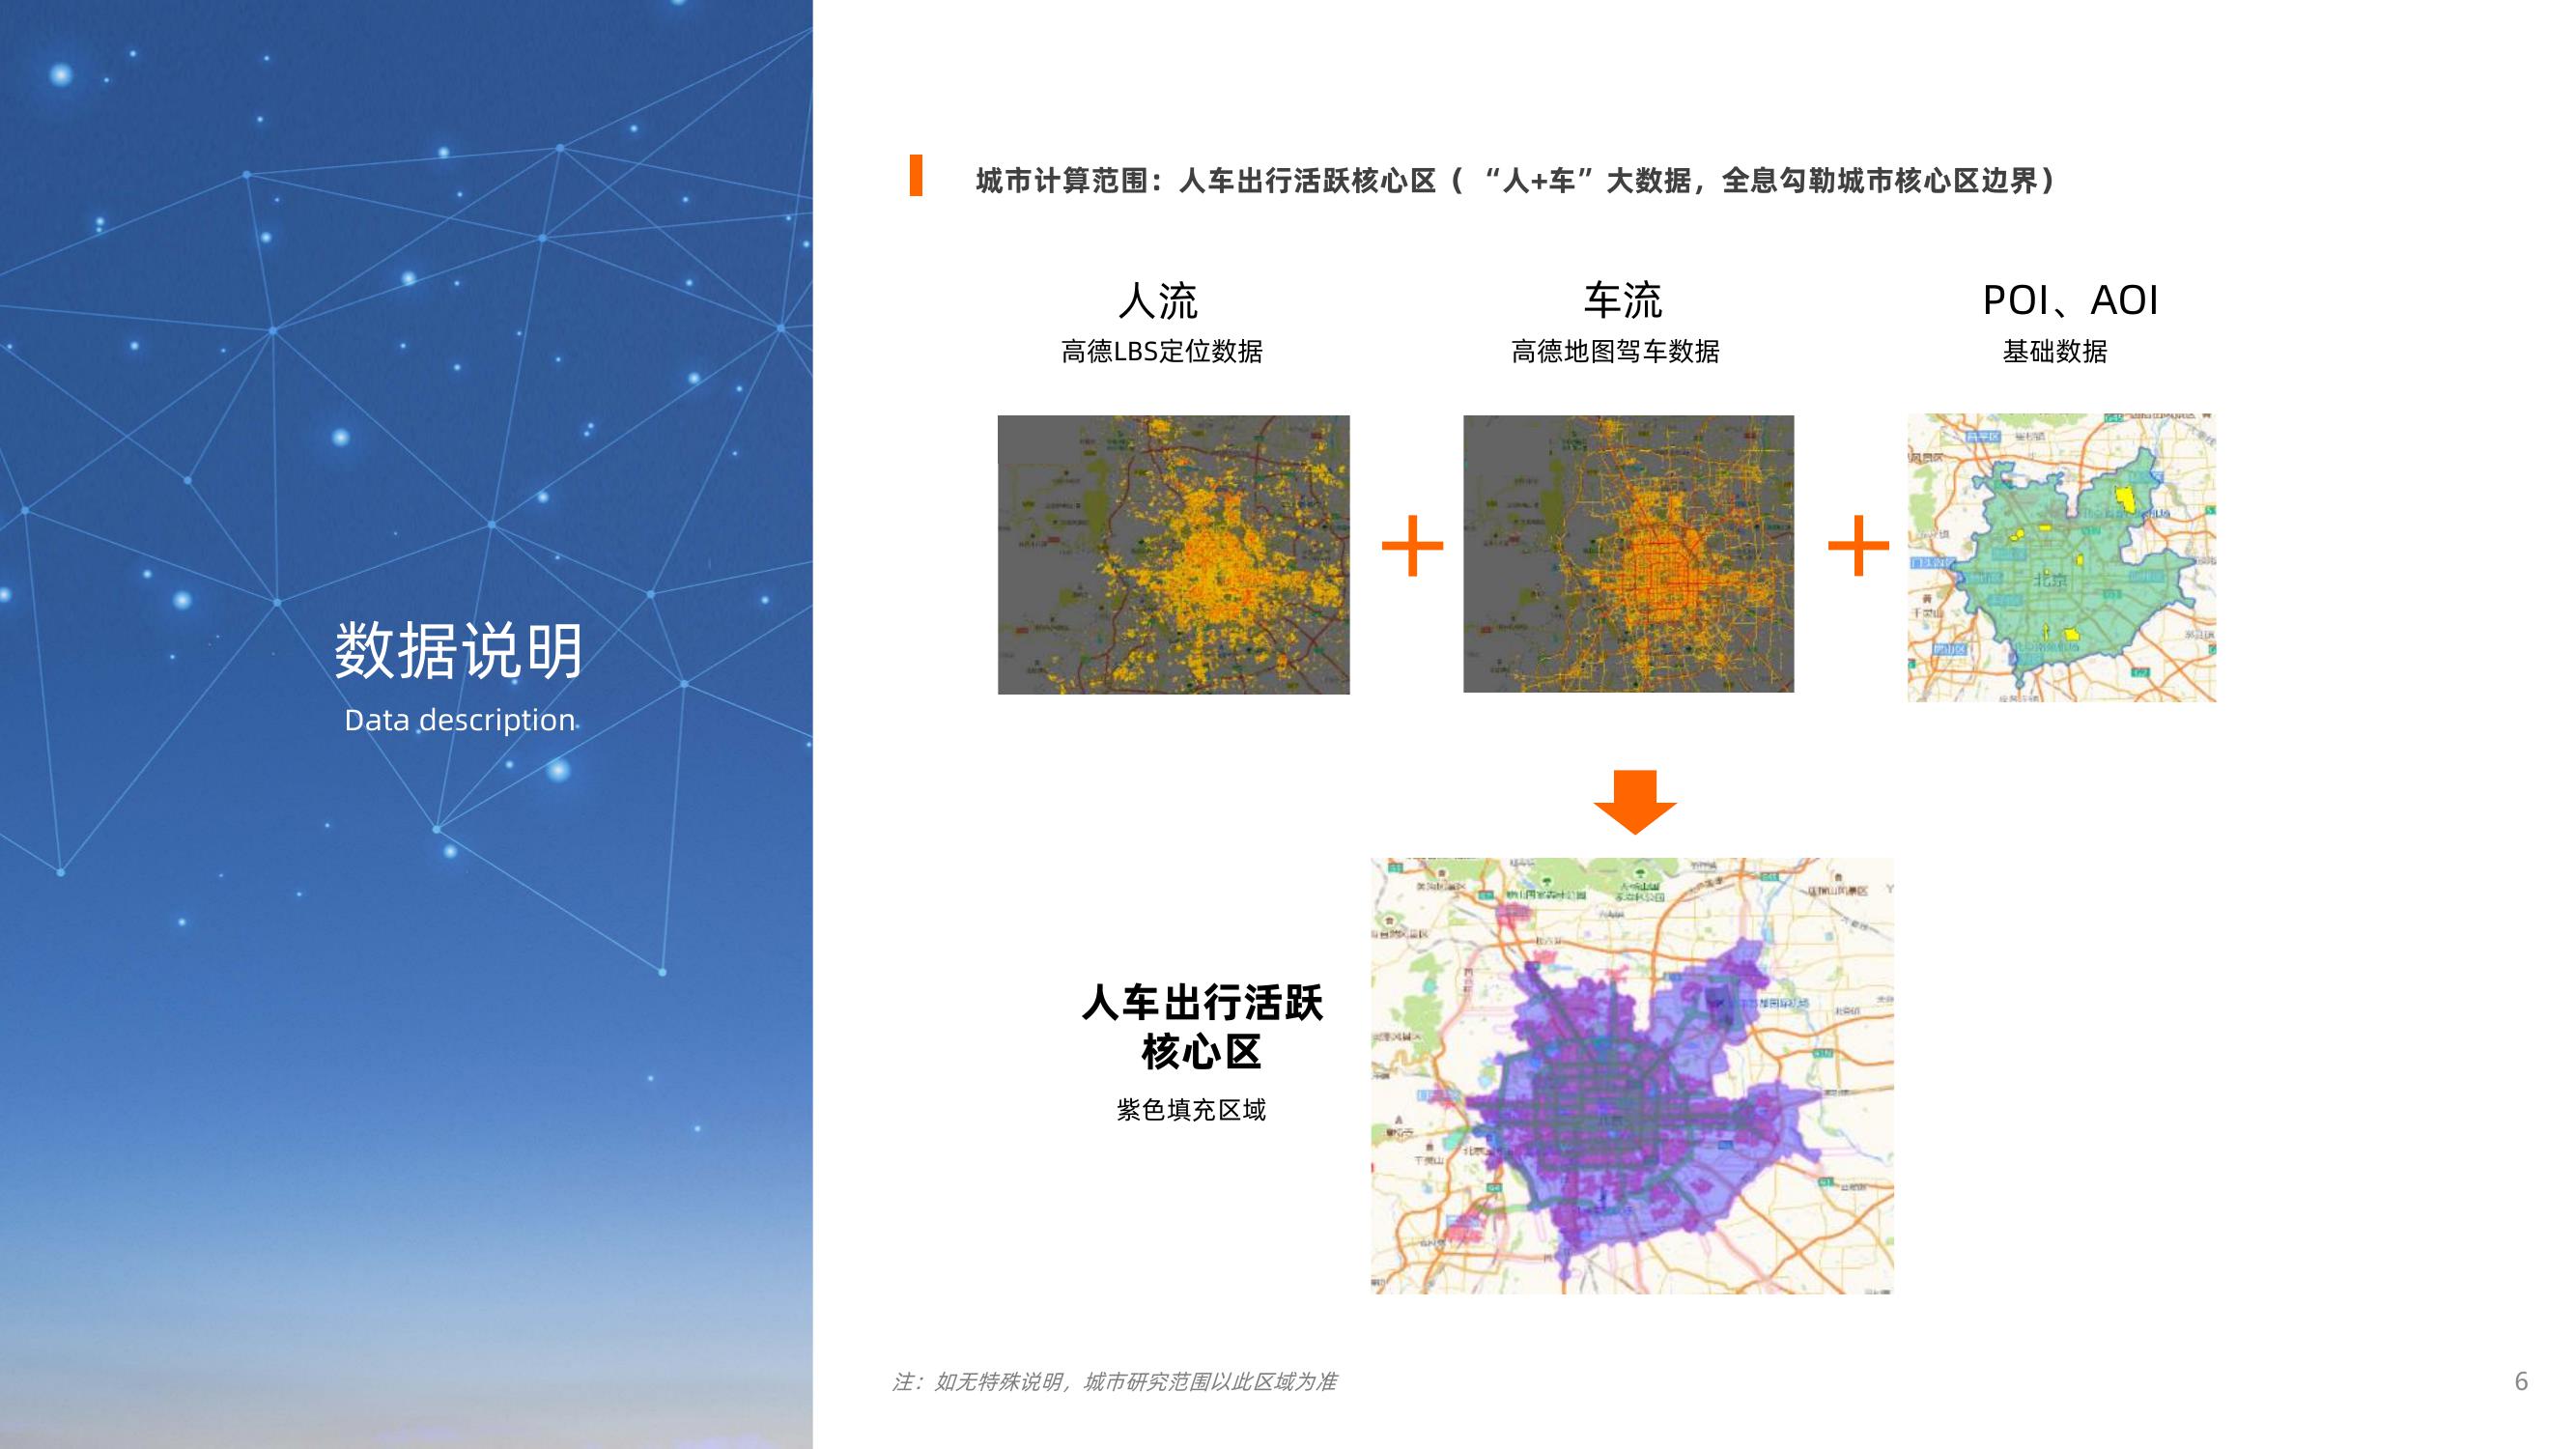 数据说明
Data description
城市计算范围：人车出行活跃核心区（ “人+车”大数据，全息勾勒城市核心区边界）
人流
高德LBS定位数据
车流
高德地图驾车数据
POI、AOI
基础数据
昌平区
北京
人车出行活跃
核心区
紫色填充区域
注：如无特殊说明，城市研究范围以此区域为准
6